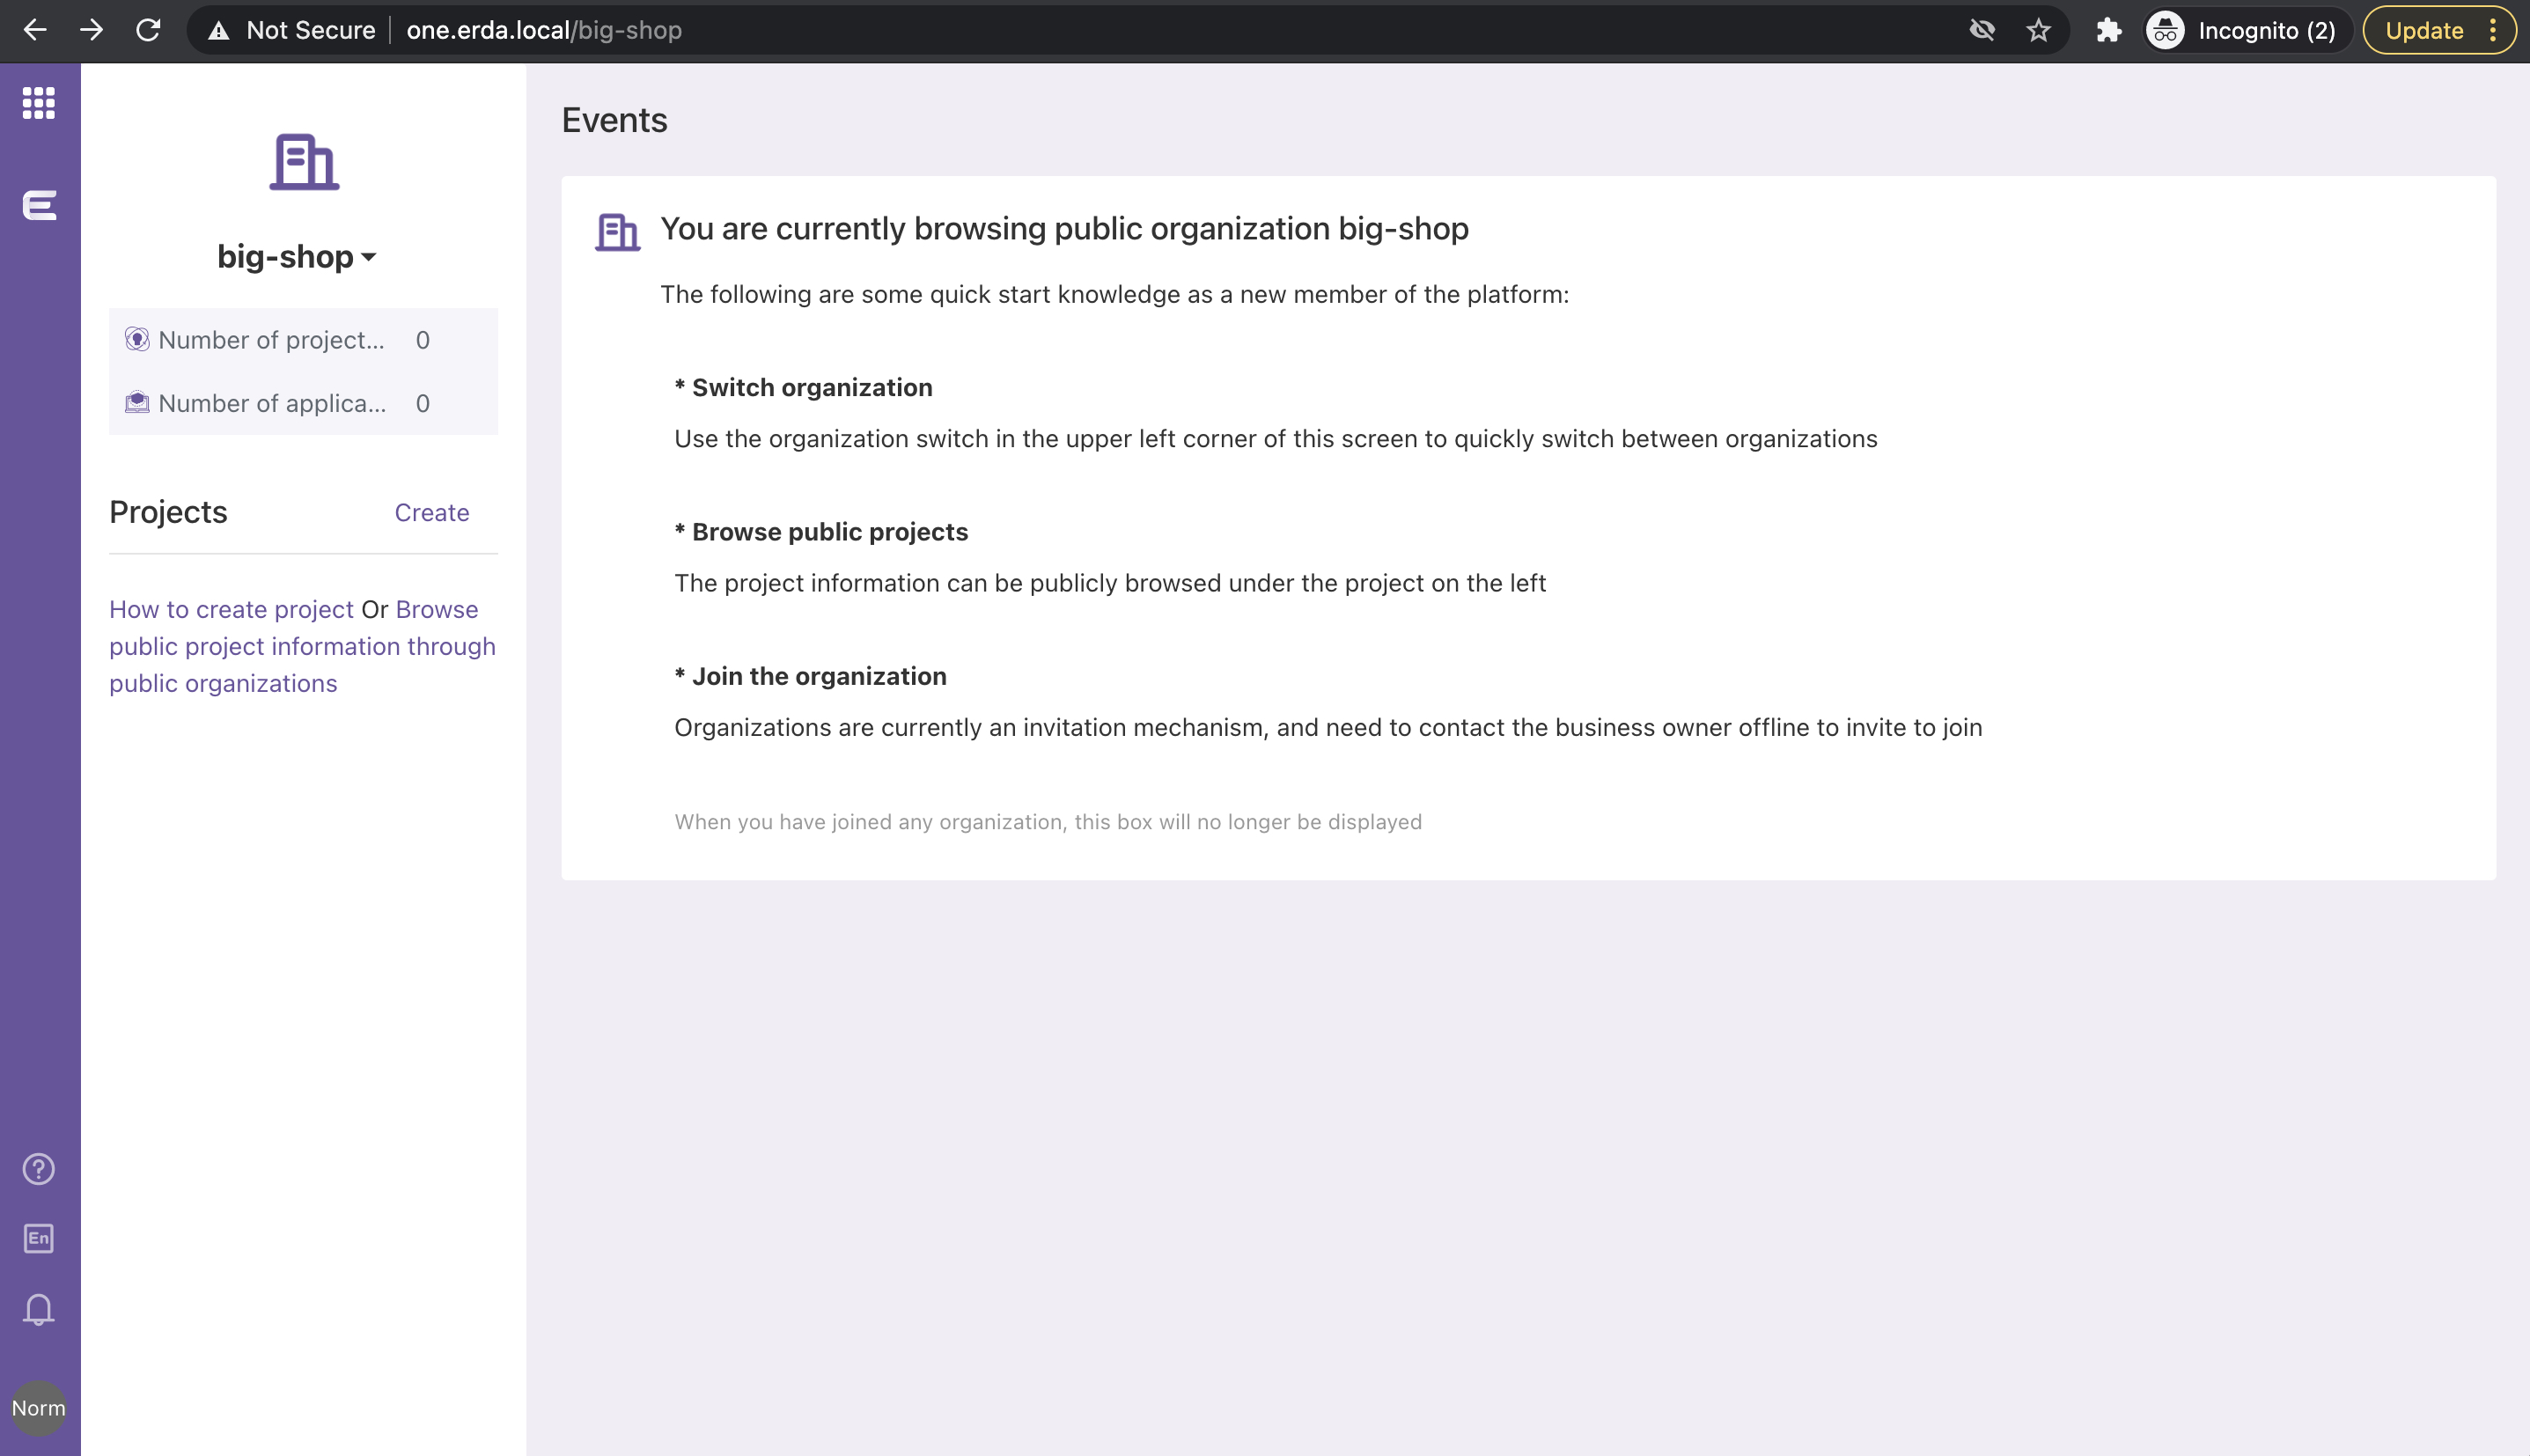 Not Secure one.erda.local/big-shop
Incognito (2)
Update
big-shop
Number of project... 0
Number of applica... 0
Projects Create
How to create project Or Browse
public project information through
public organizations
En
Norm
Events
You are currently browsing public organization big-shop
The following are some quick start knowledge as a new member of the platform:
* Switch organization
Use the organization switch in the upper left corner of this screen to quickly switch between organizations
* Browse public projects
The project information can be publicly browsed under the project on the left
* Join the organization
Organizations are currently an invitation mechanism, and need to contact the business owner offline to invite to join
When you have joined any organization, this box will no longer be displayed